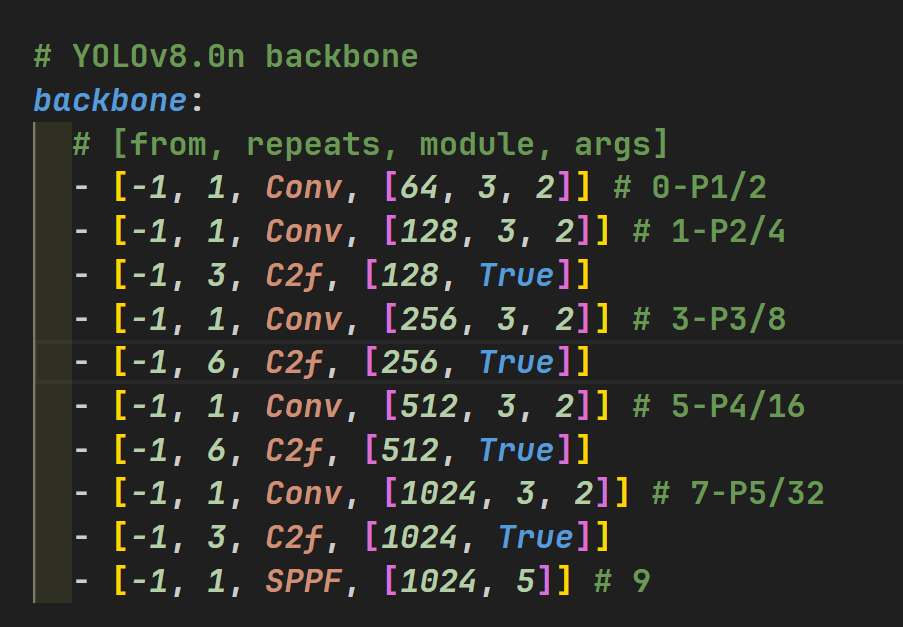 # YOLOv8.0n backbone
backbone:
  # [from, repeats, module, args]
  - [-1, 1, Conv, [64, 3, 2]] # 0-P1/2
  - [-1, 1, Conv, [128, 3, 2]] # 1-P2/4
  - [-1, 3, C2f, [128, True]]
  - [-1, 1, Conv, [256, 3, 2]] # 3-P3/8
  - [-1, 6, C2f, [256, True]]
  - [-1, 1, Conv, [512, 3, 2]] # 5-P4/16
  - [-1, 6, C2f, [512, True]]
  - [-1, 1, Conv, [1024, 3, 2]] # 7-P5/32
  - [-1, 3, C2f, [1024, True]]
  - [-1, 1, SPPF, [1024, 5]] # 9